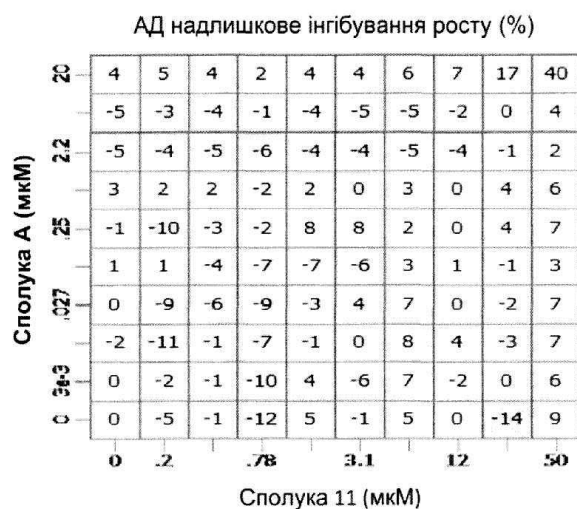 АД надлишкове інгібування росту (%)
20 4 5 4 2 4 4 6 7 17 40
-5 -3 -4 -1 -4 -5 -5 -2 0 4
2.2 -5 -4 -5 -6 -4 -4 -5 -4 -1 2
3 2 2 -2 2 0 3 0 4 6
.25 -1 -10 -3 -2 8 8 2 0 4 7
1 1 -4 -7 -7 -6 3 1 -1 3
.027 0 -9 -6 -9 -3 4 7 0 -2 7
-2 -11 -1 -7 -1 0 8 4 -3 7
3e-3 0 -2 -1 -10 4 -6 7 -2 0 6
0 0 -5 -1 -12 5 -1 5 0 -14 9
0 .2 .78 3.1 12 50
Сполука А (мкМ)
Сполука 11 (мкМ)